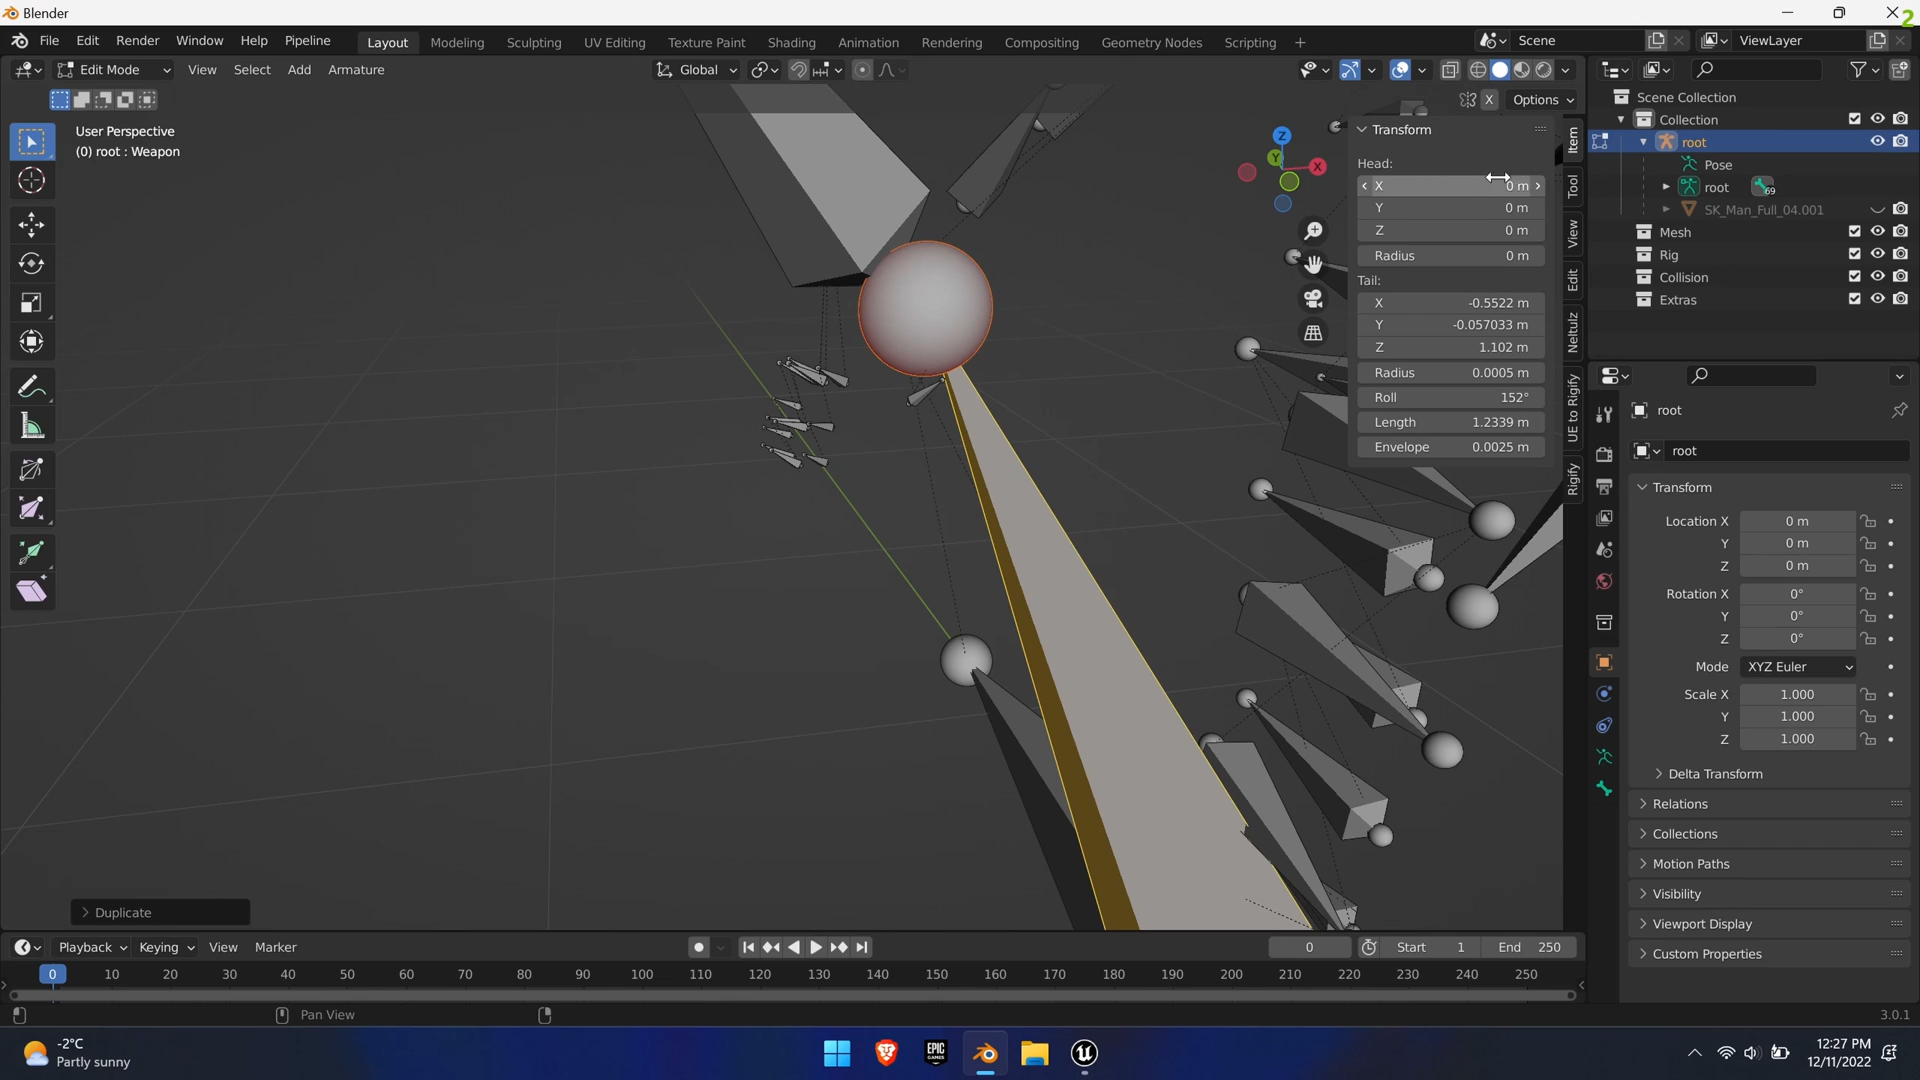 Blender
2
File Edit Render Window Help Pipeline Layout Modeling Sculpting UV Editing Texture Paint Shading Animation Rendering Compositing Geometry Nodes Scripting + Scene ViewLayer
Edit Mode View Select Add Armature Global
X Options
User Perspective
(0) root : Weapon
Z
Y
X
Transform
Head:
X 0 m
Y 0 m
Z 0 m
Radius 0 m
Tail:
X -0.5522 m
Y -0.057033 m
Z 1.102 m
Radius 0.0005 m
Roll 152°
Length 1.2339 m
Envelope 0.0025 m
Item
Tool
View
Edit
Neltulz
UE to Rigify
Rigify
Scene Collection
Collection
root
Pose
root 69
SK_Man_Full_04.001
Mesh
Rig
Collision
Extras
root
root
Transform
Location X 0 m
Y 0 m
Z 0 m
Rotation X 0°
Y 0°
Z 0°
Mode XYZ Euler
Scale X 1.000
Y 1.000
Z 1.000
Delta Transform
Relations
Collections
Motion Paths
Visibility
Viewport Display
Custom Properties
Duplicate
Playback Keying View Marker 0 Start 1 End 250
0 10 20 30 40 50 60 70 80 90 100 110 120 130 140 150 160 170 180 190 200 210 220 230 240 250
Pan View 3.0.1
-2°C
Partly sunny
EPIC GAMES
12:27 PM
12/11/2022